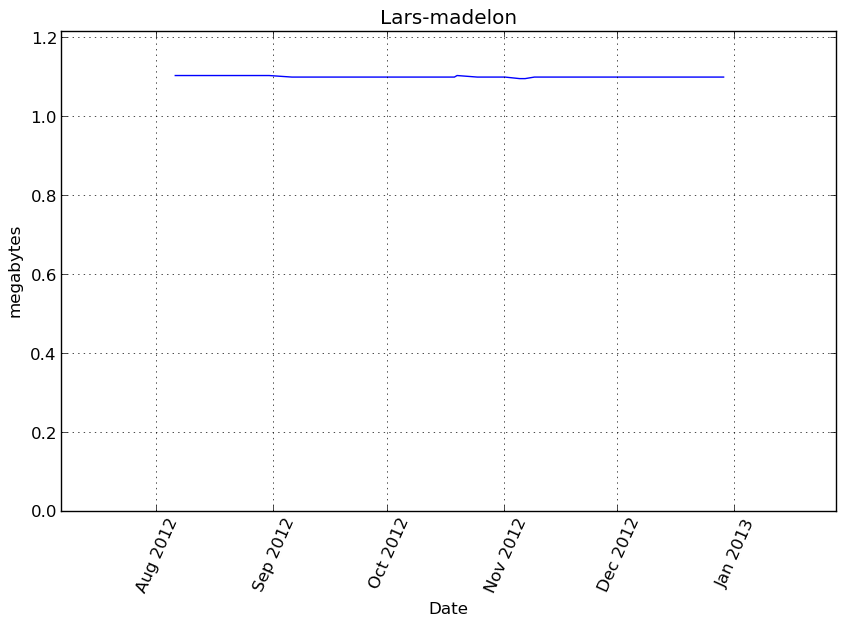 Lars-madelon
1.2
1.0
0.8
0.6
0.4
0.2
0.0
megabytes
Aug 2012
Sep 2012
Oct 2012
Nov 2012
Dec 2012
Jan 2013
Date